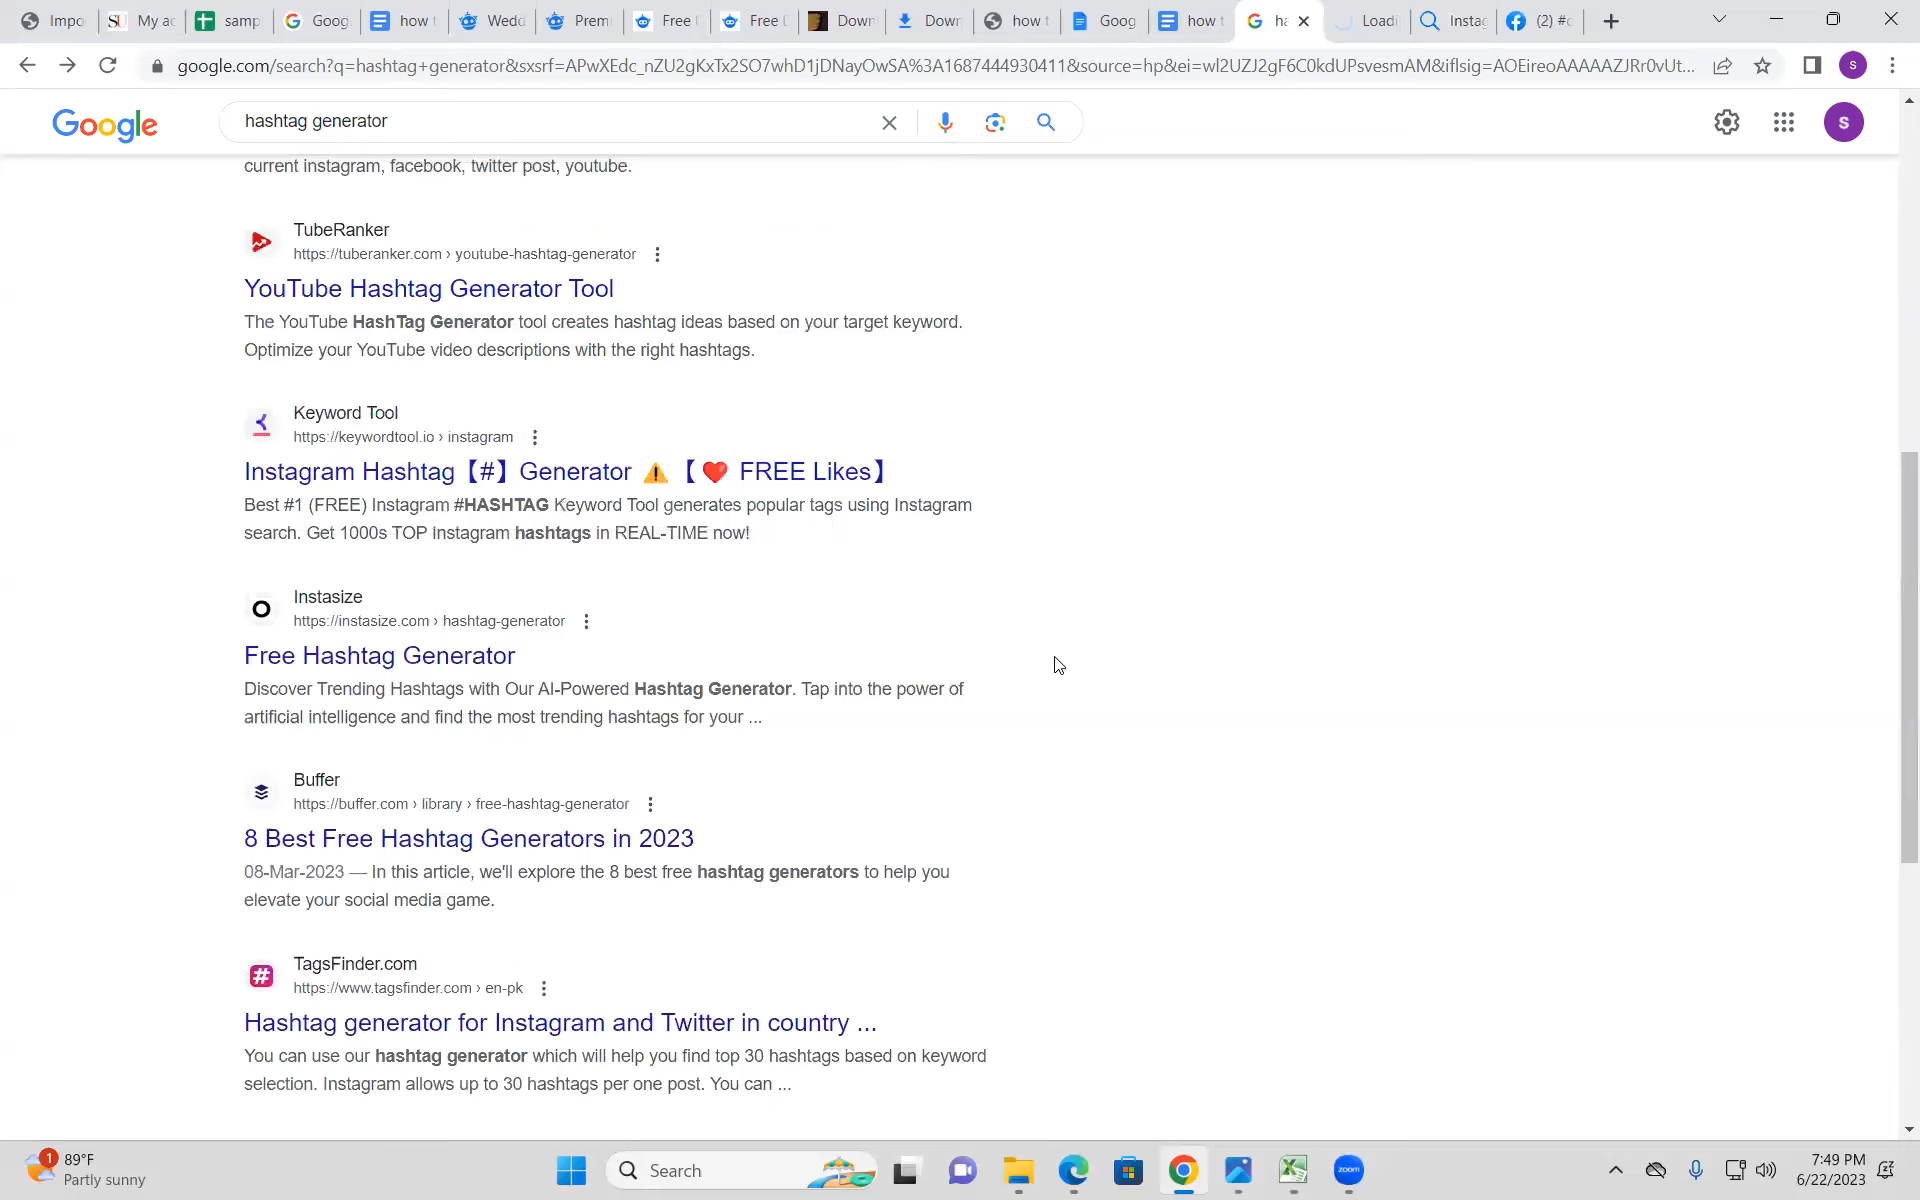 Impo
SU My ac
samp
Goog
how t
Wedd
Premi
Free
Free
Down
Down
how t
Goog
how t
ha
Loadi
Insta
(2) #c
google.com/search?q=hashtag+generator&sxsrf=APwXEdc_nZU2gKxTx2SO7whD1jDNayOwSA%3A1687444930411&source=hp&ei=wl2UZJ2gF6C0kdUPsvesmAM&iflsig=AOEireoAAAAAZJRr0vUt...
S
Google
hashtag generator
S
current instagram, facebook, twitter post, youtube.
TubeRanker
https://tuberanker.com › youtube-hashtag-generator
YouTube Hashtag Generator Tool
The YouTube HashTag Generator tool creates hashtag ideas based on your target keyword.
Optimize your YouTube video descriptions with the right hashtags.
Keyword Tool
https://keywordtool.io › instagram
Instagram Hashtag【#】Generator ⚠️【❤️ FREE Likes】
Best #1 (FREE) Instagram #HASHTAG Keyword Tool generates popular tags using Instagram
search. Get 1000s TOP Instagram hashtags in REAL-TIME now!
Instasize
https://instasize.com › hashtag-generator
Free Hashtag Generator
Discover Trending Hashtags with Our AI-Powered Hashtag Generator. Tap into the power of
artificial intelligence and find the most trending hashtags for your ...
Buffer
https://buffer.com › library › free-hashtag-generator
8 Best Free Hashtag Generators in 2023
08-Mar-2023 — In this article, we'll explore the 8 best free hashtag generators to help you
elevate your social media game.
TagsFinder.com
https://www.tagsfinder.com › en-pk
Hashtag generator for Instagram and Twitter in country ...
You can use our hashtag generator which will help you find top 30 hashtags based on keyword
selection. Instagram allows up to 30 hashtags per one post. You can ...
1
89°F
Partly sunny
Search
zoom
7:49 PM
6/22/2023